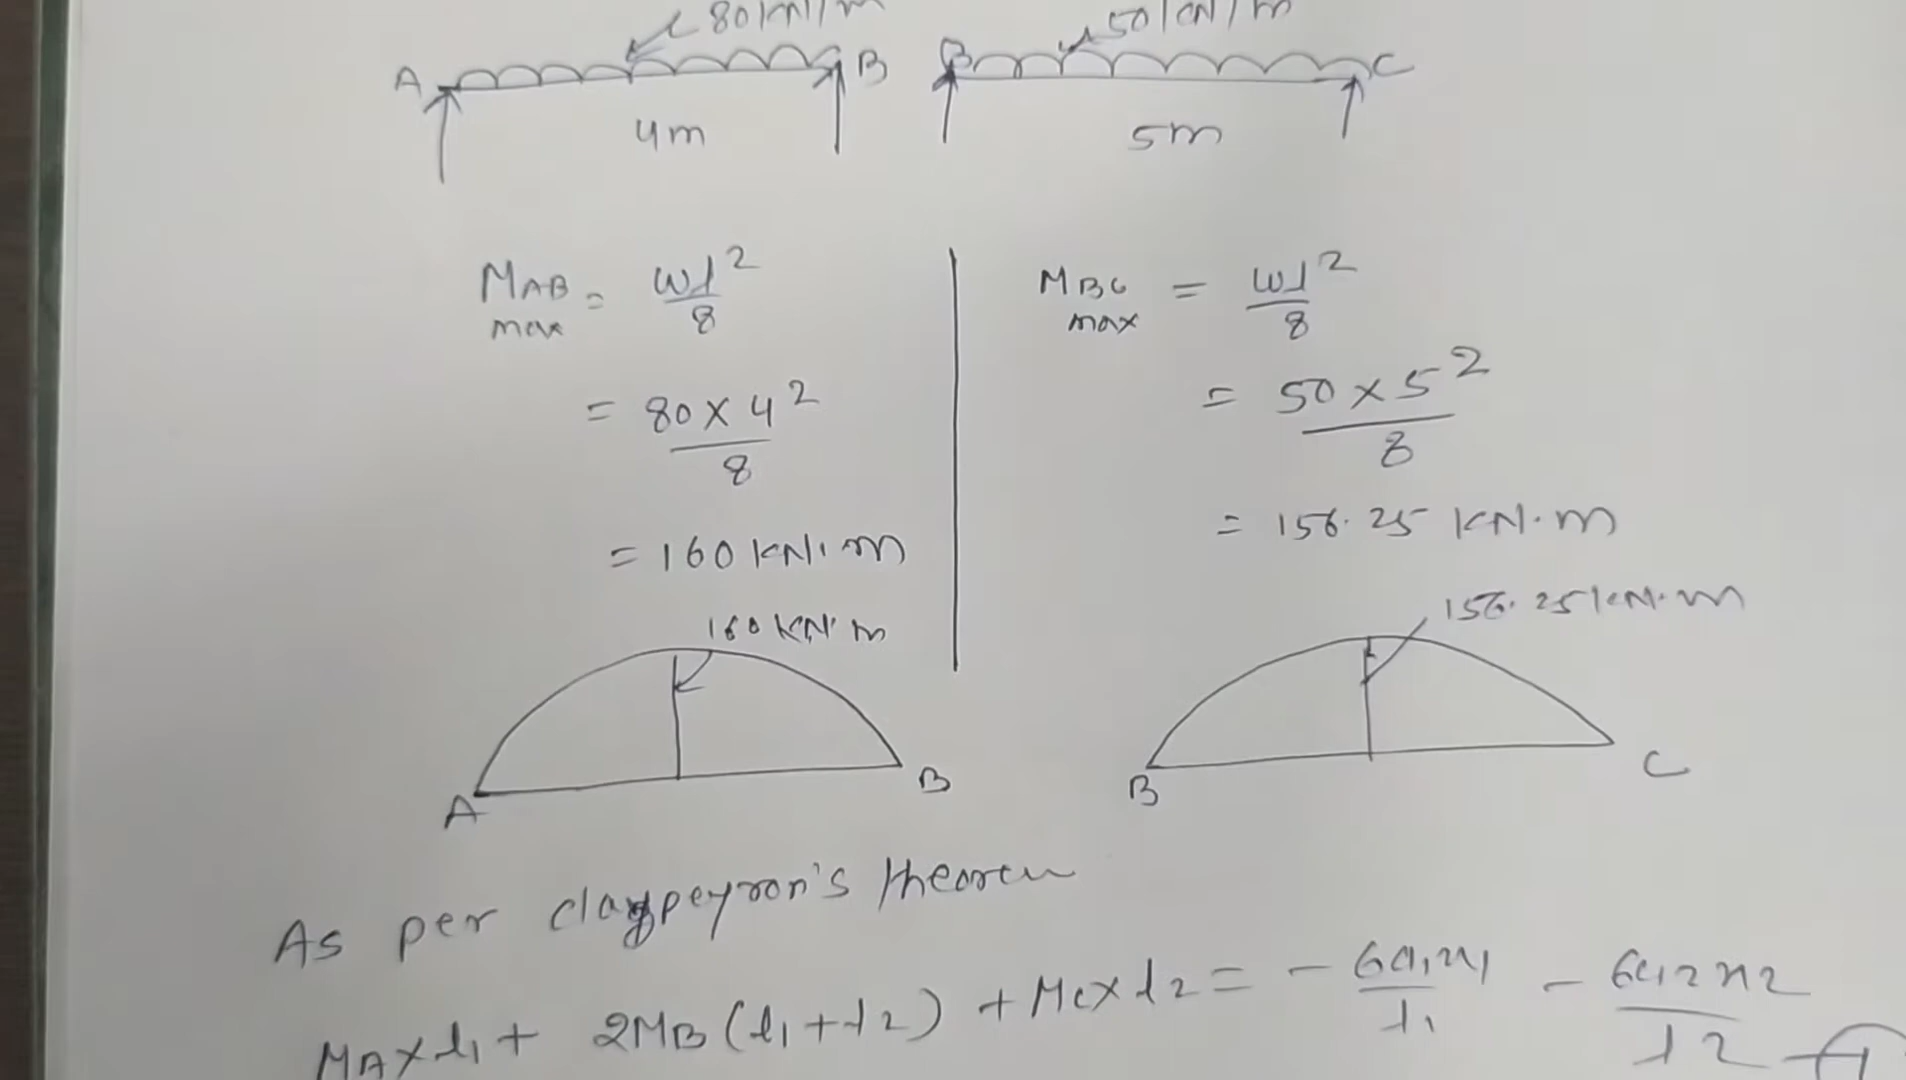 80 kN/m 50 kN/m
A B B C
4m 5m
MAB max = wl²/8
= 80 × 4²/8
= 160 kN.m
160 kN.m
A B
MBC max = wl²/8
= 50 × 5²/8
= 156.25 kN.m
156.25 kN.m
B C
As per claypeyron's theorem
MA×l₁ + 2MB (l₁+l₂) + Mc×l₂ = - 6a₁x₁/l₁ - 6a₂x₂/l₂